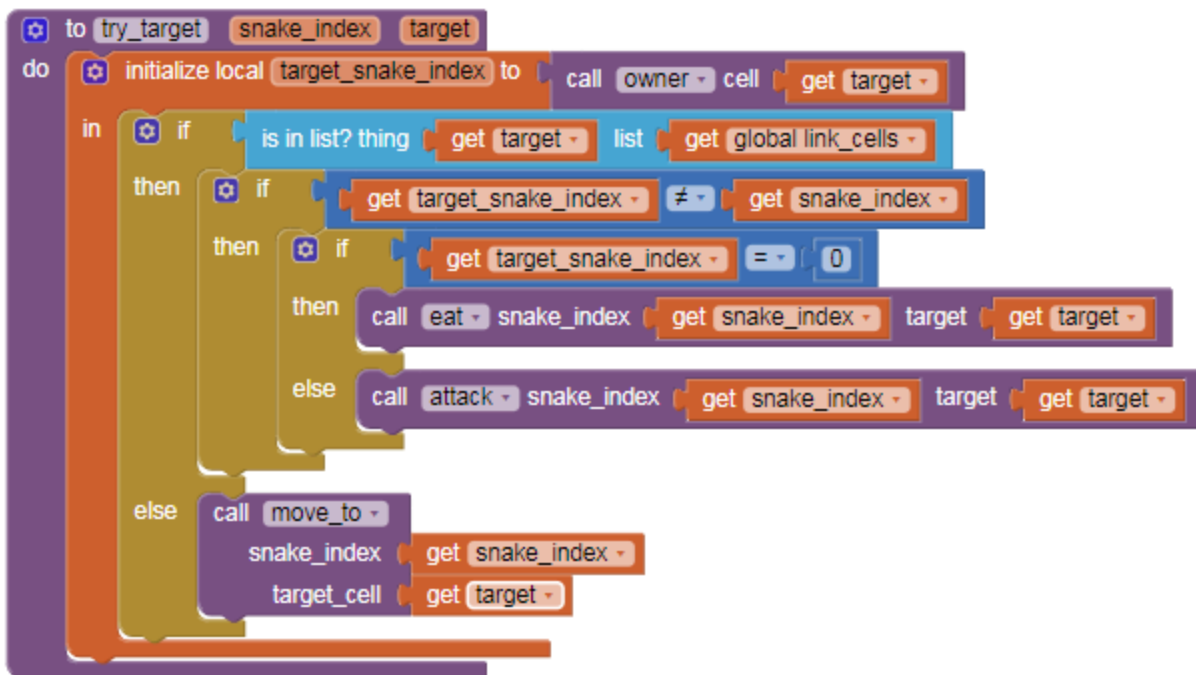 to try_target snake_index target
do initialize local target_snake_index to call owner cell get target
in if is in list? thing get target list get global link_cells
then if get target_snake_index ≠ get snake_index
then if get target_snake_index = 0
then call eat snake_index get snake_index target get target
else call attack snake_index get snake_index target get target
else call move_to
snake_index get snake_index
target_cell get target